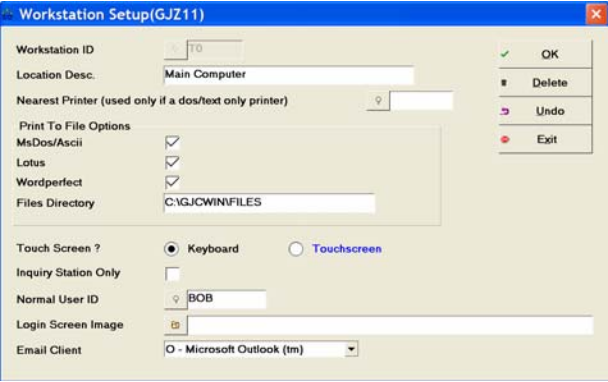 Workstation Setup(GJZ11)
Workstation ID T0
OK
Location Desc. Main Computer
Delete
Nearest Printer (used only if a dos/text only printer)
Undo
Print To File Options
Exit
MsDos/Ascii
Lotus
Wordperfect
Files Directory C:\GJCWIN\FILES
Touch Screen ? Keyboard Touchscreen
Inquiry Station Only
Normal User ID BOB
Login Screen Image
Email Client O - Microsoft Outlook (tm)